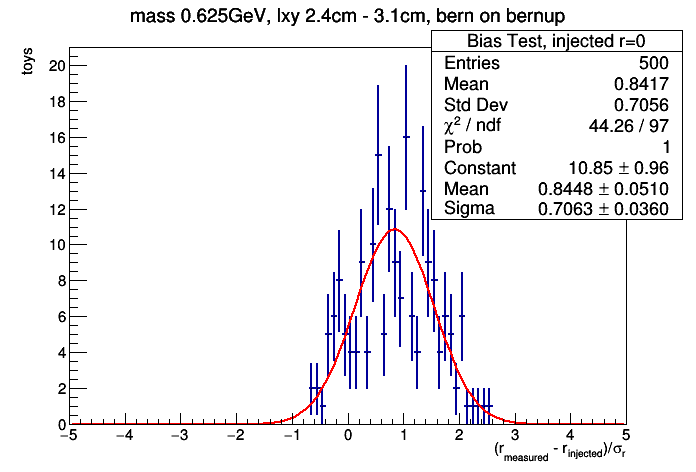 mass 0.625GeV, lxy 2.4cm - 3.1cm, bern on bernup
Bias Test, injected r=0
Entries 500
Mean 0.8417
Std Dev 0.7056
χ² / ndf 44.26 / 97
Prob 1
Constant 10.85 ± 0.96
Mean 0.8448 ± 0.0510
Sigma 0.7063 ± 0.0360
toys
20
18
16
14
12
10
8
6
4
2
0
−5 −4 −3 −2 −1 0 1 2 3 4 5
(r_measured - r_injected)/σ_r